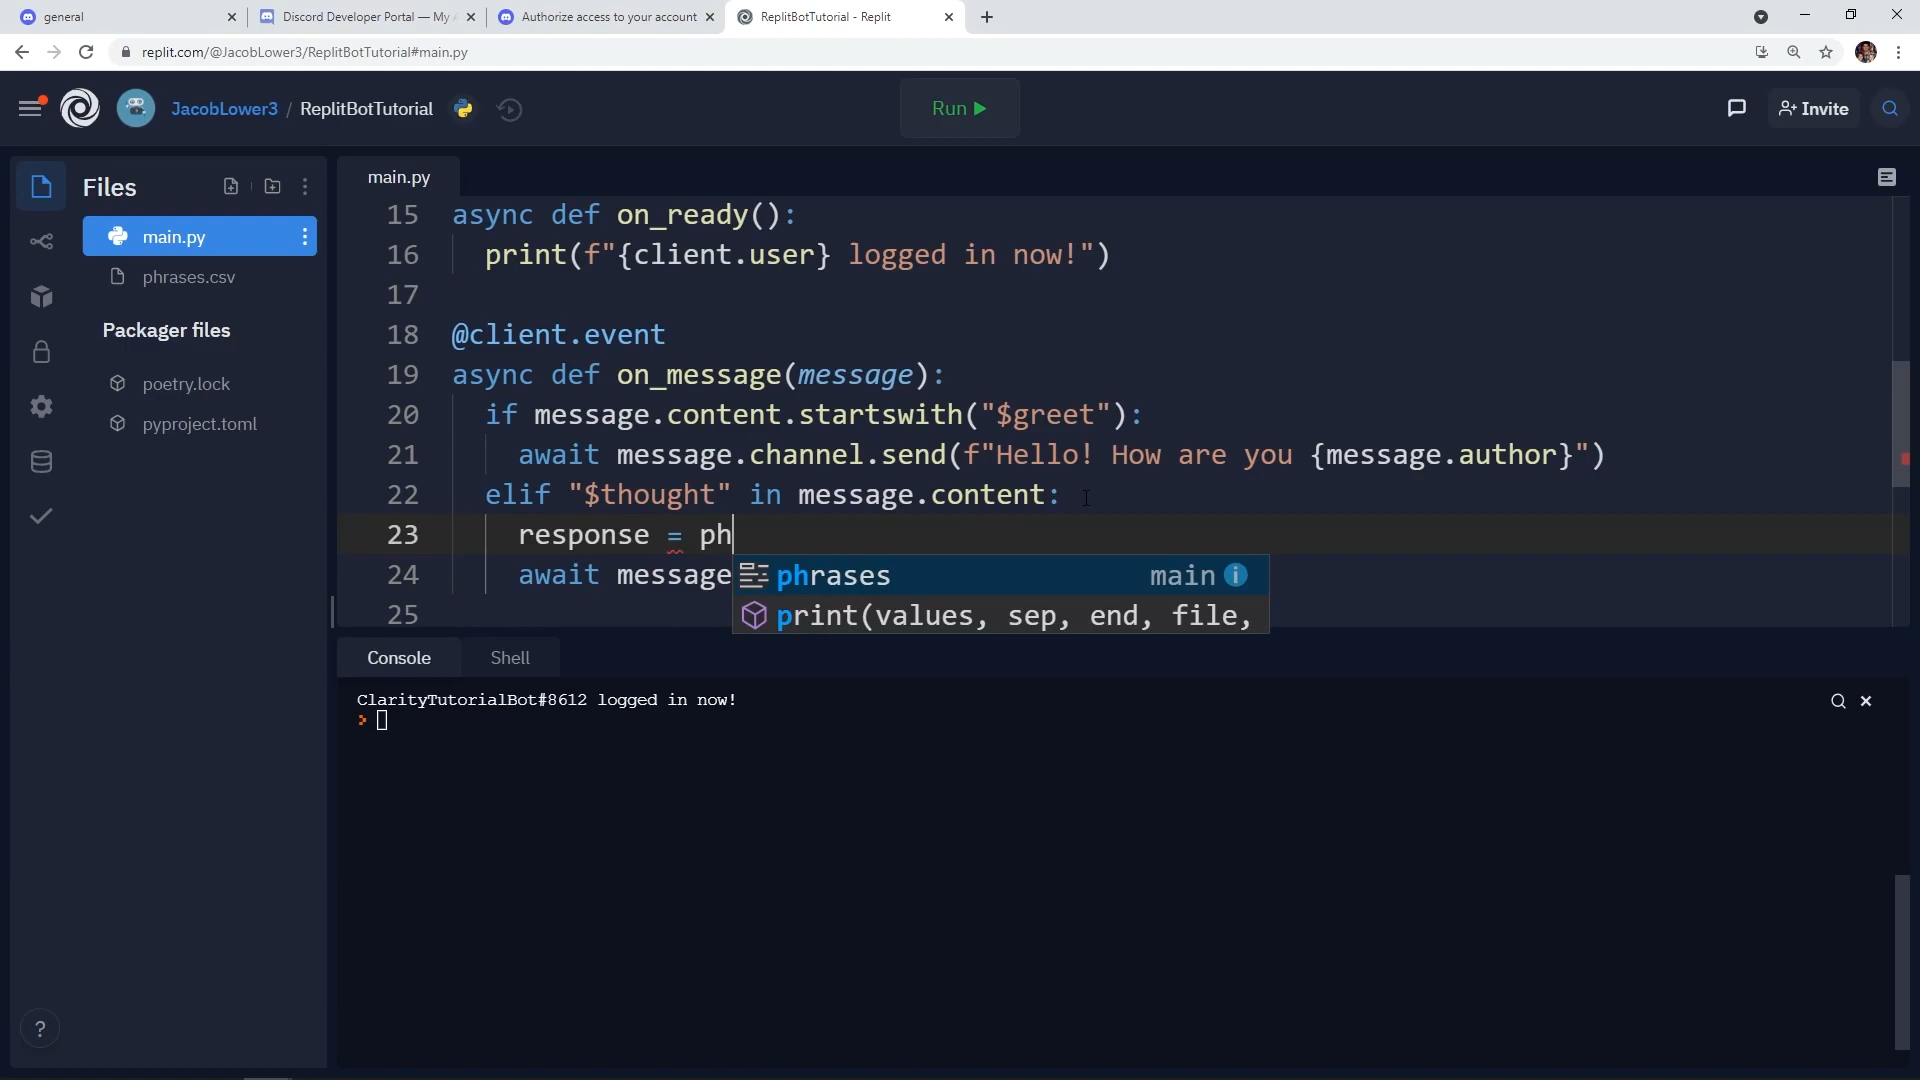 general
Discord Developer Portal — My A
Authorize access to your account
ReplitBotTutorial - Replit
replit.com/@JacobLower3/ReplitBotTutorial#main.py
JacobLower3 / ReplitBotTutorial
Run
Invite
Files
main.py
phrases.csv
Packager files
poetry.lock
pyproject.toml
main.py
15 async def on_ready():
16 print(f"{client.user} logged in now!")
17
18 @client.event
19 async def on_message(message):
20 if message.content.startswith("$greet"):
21 await message.channel.send(f"Hello! How are you {message.author}")
22 elif "$thought" in message.content:
23 response = ph
24 await message
25
phrases main
print(values, sep, end, file,
Console
Shell
ClarityTutorialBot#8612 logged in now!
?